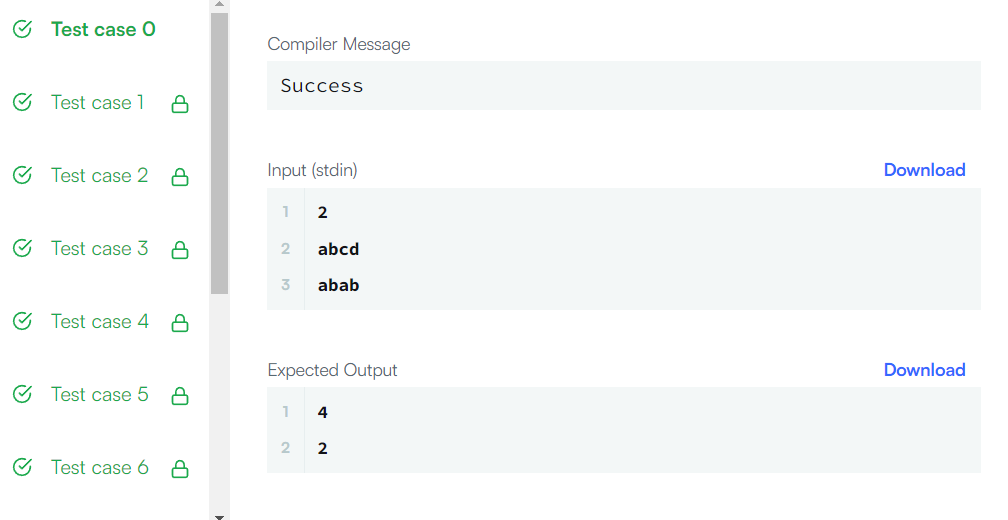 Test case 0
Test case 1
Test case 2
Test case 3
Test case 4
Test case 5
Test case 6
Compiler Message
Success
Input (stdin)
Download
1 2
2 abcd
3 abab
Expected Output
Download
1 4
2 2